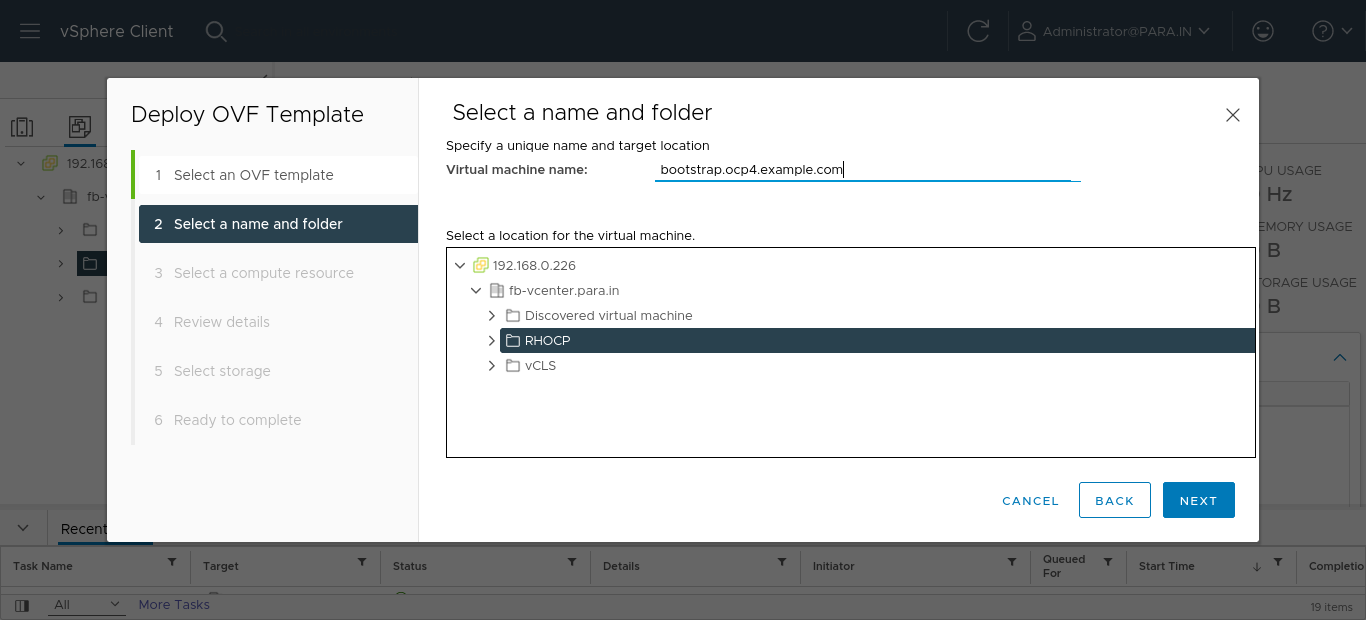 vSphere Client
Administrator@PARA.IN
Deploy OVF Template
1 Select an OVF template
2 Select a name and folder
3 Select a compute resource
4 Review details
5 Select storage
6 Ready to complete
Select a name and folder
Specify a unique name and target location
Virtual machine name: bootstrap.ocp4.example.com
Select a location for the virtual machine.
192.168.0.226
fb-vcenter.para.in
Discovered virtual machine
RHOCP
vCLS
CANCEL BACK NEXT
192.168
fb-v
PU USAGE
Hz
EMORY USAGE
B
TORAGE USAGE
B
Recent
Task Name Target Status Details Initiator Queued For Start Time Completio
All More Tasks 19 items